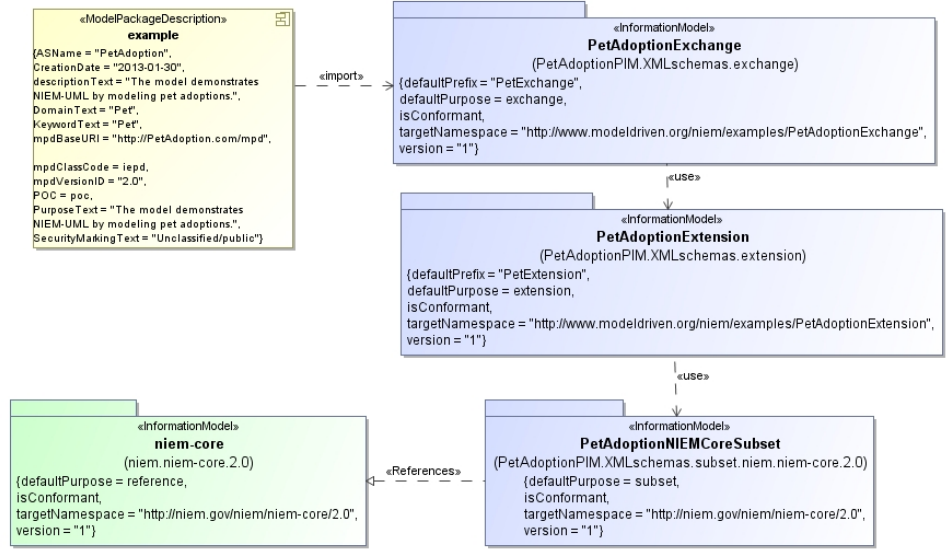 «ModelPackageDescription»
example
{ASName = "PetAdoption",
CreationDate = "2013-01-30",
descriptionText = "The model demonstrates
NIEM-UML by modeling pet adoptions.",
DomainText = "Pet",
KeywordText = "Pet",
mpdBaseURI = "http://PetAdoption.com/mpd",
mpdClassCode = iepd,
mpdVersionID = "2.0",
POC = poc,
PurposeText = "The model demonstrates
NIEM-UML by modeling pet adoptions.",
SecurityMarkingText = "Unclassified/public"}
«import»
«InformationModel»
PetAdoptionExchange
(PetAdoptionPIM.XMLschemas.exchange)
{defaultPrefix = "PetExchange",
defaultPurpose = exchange,
isConformant,
targetNamespace = "http://www.modeldriven.org/niem/examples/PetAdoptionExchange",
version = "1"}
«use»
«InformationModel»
PetAdoptionExtension
(PetAdoptionPIM.XMLschemas.extension)
{defaultPrefix = "PetExtension",
defaultPurpose = extension,
isConformant,
targetNamespace = "http://www.modeldriven.org/niem/examples/PetAdoptionExtension",
version = "1"}
«use»
«InformationModel»
niem-core
(niem.niem-core.2.0)
{defaultPurpose = reference,
isConformant,
targetNamespace = "http://niem.gov/niem/niem-core/2.0",
version = "1"}
«References»
«InformationModel»
PetAdoptionNIEMCoreSubset
(PetAdoptionPIM.XMLschemas.subset.niem.niem-core.2.0)
{defaultPurpose = subset,
isConformant,
targetNamespace = "http://niem.gov/niem/niem-core/2.0",
version = "1"}